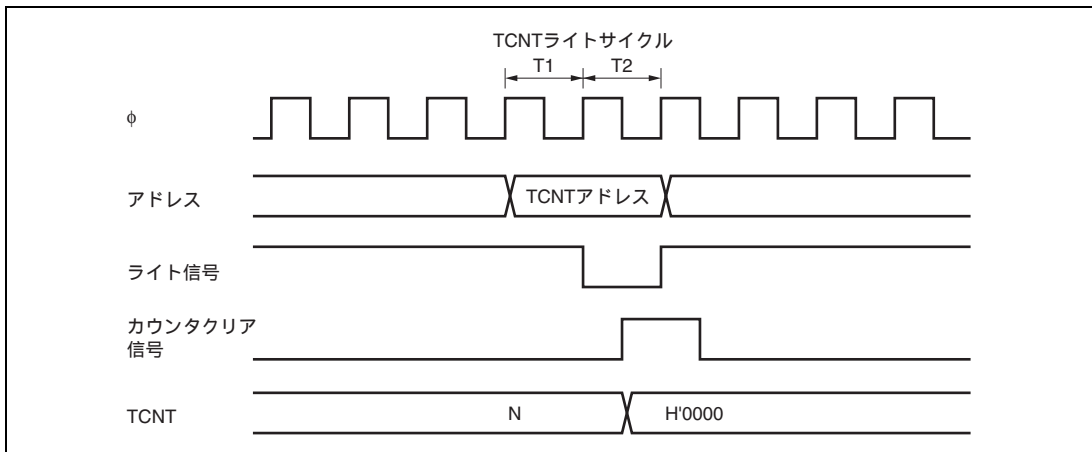 TCNTライトサイクル
T1 T2
φ
アドレス
TCNTアドレス
ライト信号
カウンタクリア
信号
TCNT
N
H'0000